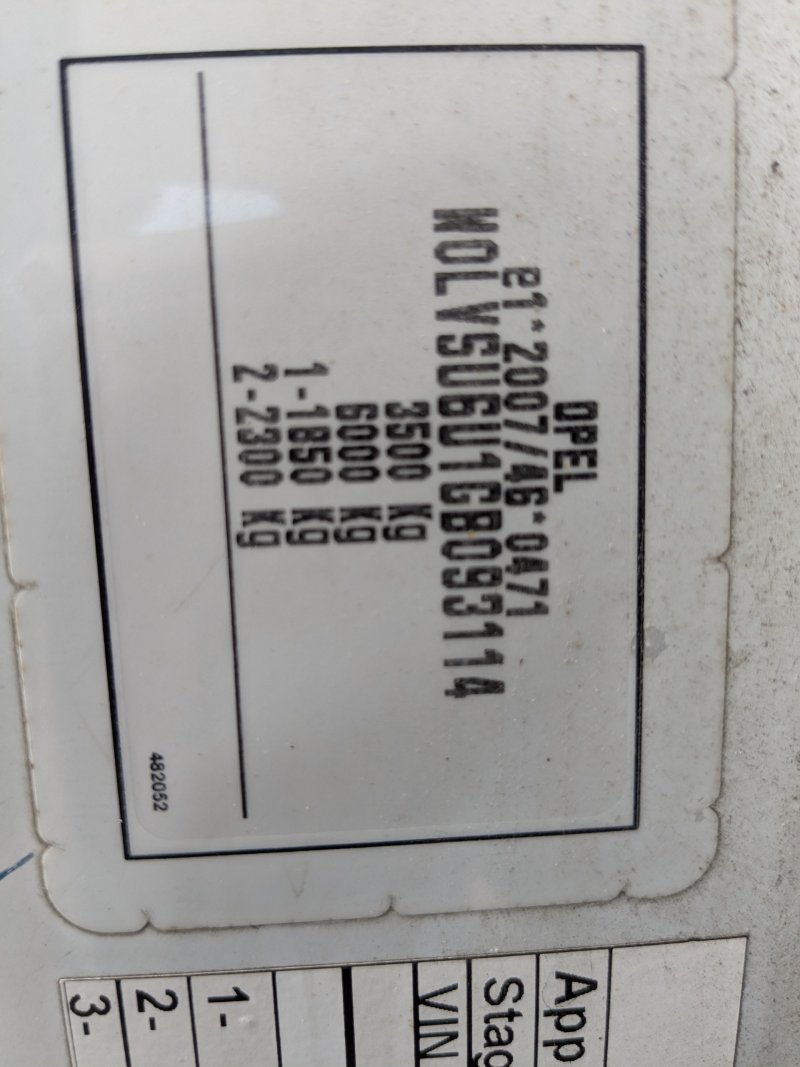 OPEL
e1*2007/46*0471
W0LVSU6U1GB093114
3500 Kg
6000 Kg
1-1850 Kg
2-2300 Kg
482052
App
Stag
VIN
1-
2-
3-